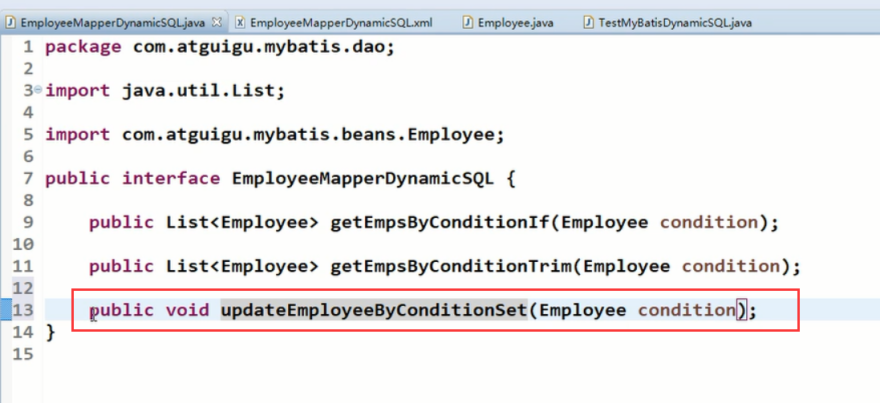 EmployeeMapperDynamicSQL.java EmployeeMapperDynamicSQL.xml Employee.java TestMyBatisDynamicSQL.java
1 package com.atguigu.mybatis.dao;
2
3 import java.util.List;
4
5 import com.atguigu.mybatis.beans.Employee;
6
7 public interface EmployeeMapperDynamicSQL {
8
9 public List<Employee> getEmpsByConditionIf(Employee condition);
10
11 public List<Employee> getEmpsByConditionTrim(Employee condition);
12
13 public void updateEmployeeByConditionSet(Employee condition);
14 }
15